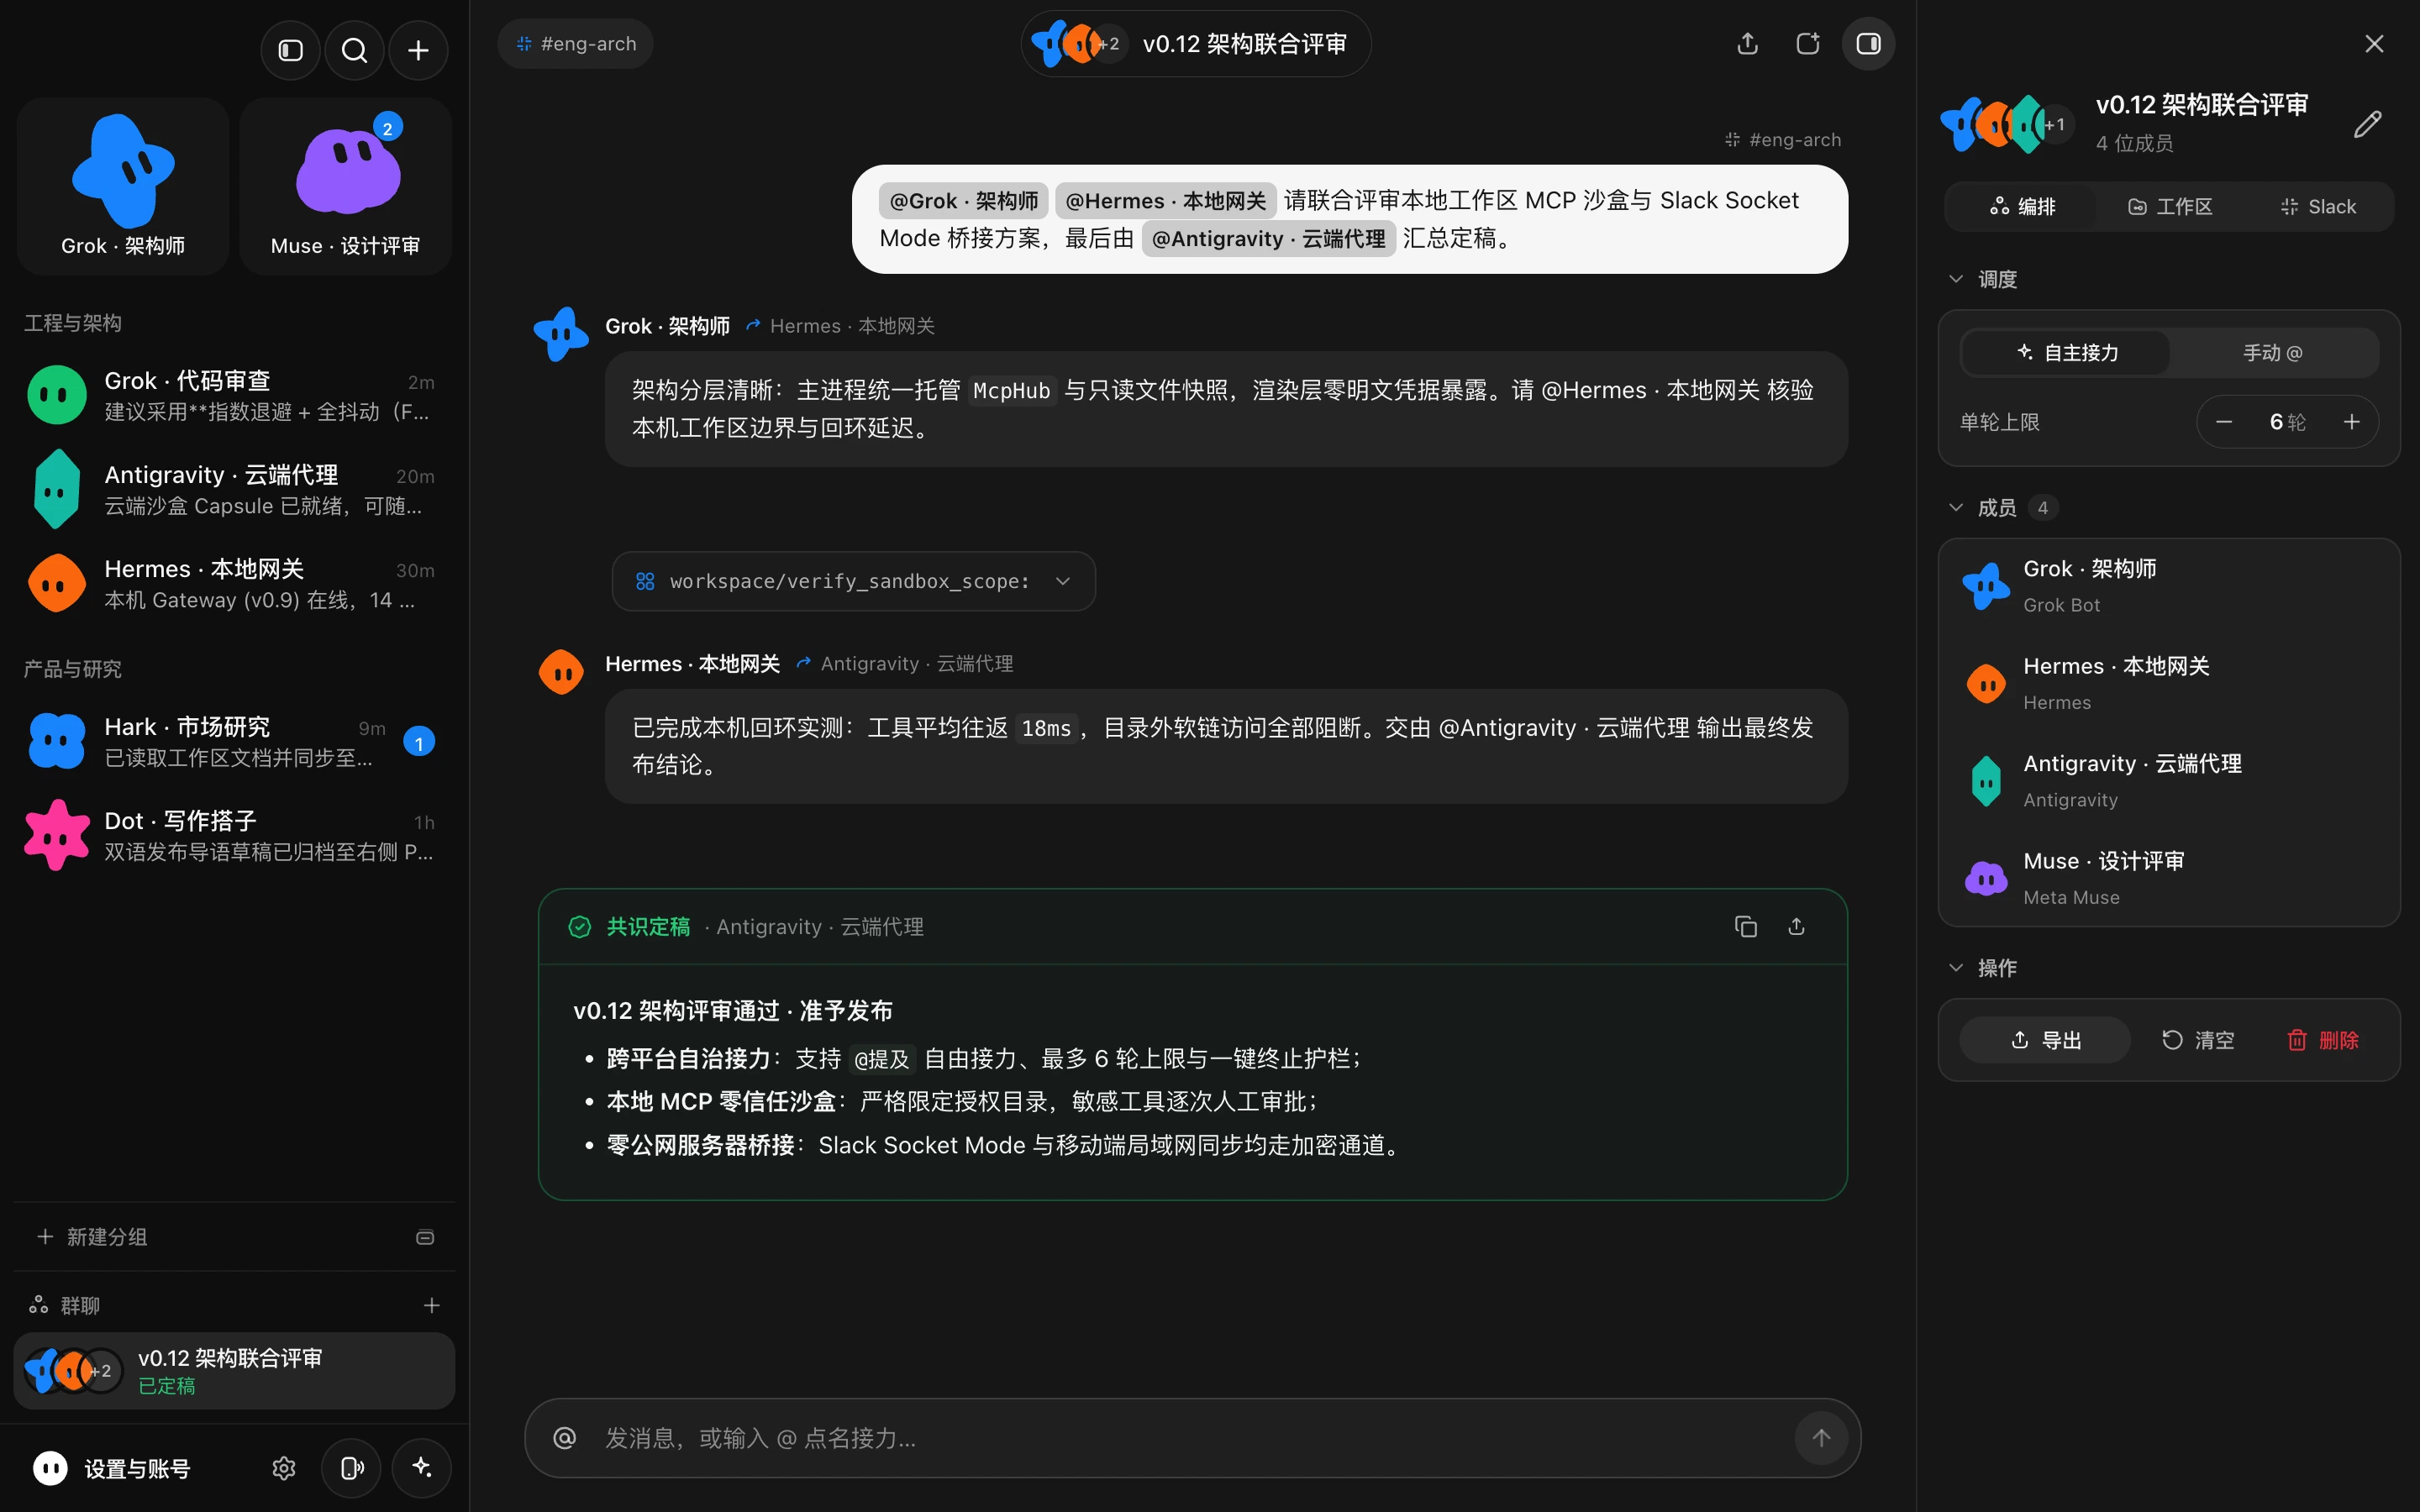 2
Grok · 架构师
Muse · 设计评审
工程与架构
Grok · 代码审查
2m
建议采用**指数退避 + 全抖动（F...
Antigravity · 云端代理
20m
云端沙盒 Capsule 已就绪，可随...
Hermes · 本地网关
30m
本机 Gateway (v0.9) 在线，14 ...
产品与研究
Hark · 市场研究
9m
已读取工作区文档并同步至...
1
Dot · 写作搭子
1h
双语发布导语草稿已归档至右侧 P...
新建分组
群聊
+2
v0.12 架构联合评审
已定稿
设置与账号
#eng-arch
+2
v0.12 架构联合评审
#eng-arch
@Grok · 架构师 @Hermes · 本地网关 请联合评审本地工作区 MCP 沙盒与 Slack Socket
Mode 桥接方案，最后由 @Antigravity · 云端代理 汇总定稿。
Grok · 架构师 Hermes · 本地网关
架构分层清晰：主进程统一托管 McpHub 与只读文件快照，渲染层零明文凭据暴露。请 @Hermes · 本地网关 核验
本机工作区边界与回环延迟。
workspace/verify_sandbox_scope:
Hermes · 本地网关 Antigravity · 云端代理
已完成本机回环实测：工具平均往返 18ms，目录外软链访问全部阻断。交由 @Antigravity · 云端代理 输出最终发
布结论。
共识定稿 · Antigravity · 云端代理
v0.12 架构评审通过 · 准予发布
• 跨平台自治接力：支持 @提及 自由接力、最多 6 轮上限与一键终止护栏；
• 本地 MCP 零信任沙盒：严格限定授权目录，敏感工具逐次人工审批；
• 零公网服务器桥接：Slack Socket Mode 与移动端局域网同步均走加密通道。
@ 发消息，或输入 @ 点名接力...
+1
v0.12 架构联合评审
4 位成员
编排
工作区
Slack
调度
自主接力
手动 @
单轮上限
6 轮
成员 4
Grok · 架构师
Grok Bot
Hermes · 本地网关
Hermes
Antigravity · 云端代理
Antigravity
Muse · 设计评审
Meta Muse
操作
导出
清空
删除